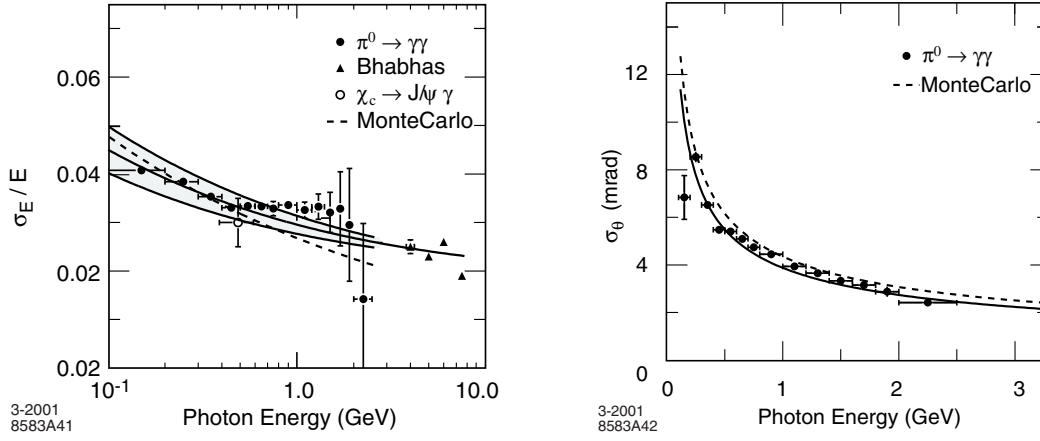 0.06
0.04
0.02
0.02
σE / E
π0 → γγ
Bhabhas
χc → J/ψ γ
MonteCarlo
10-1
1.0
10.0
Photon Energy (GeV)
3-2001
8583A41
12
8
4
0
σθ (mrad)
π0 → γγ
MonteCarlo
0
1
2
3
Photon Energy (GeV)
3-2001
8583A42